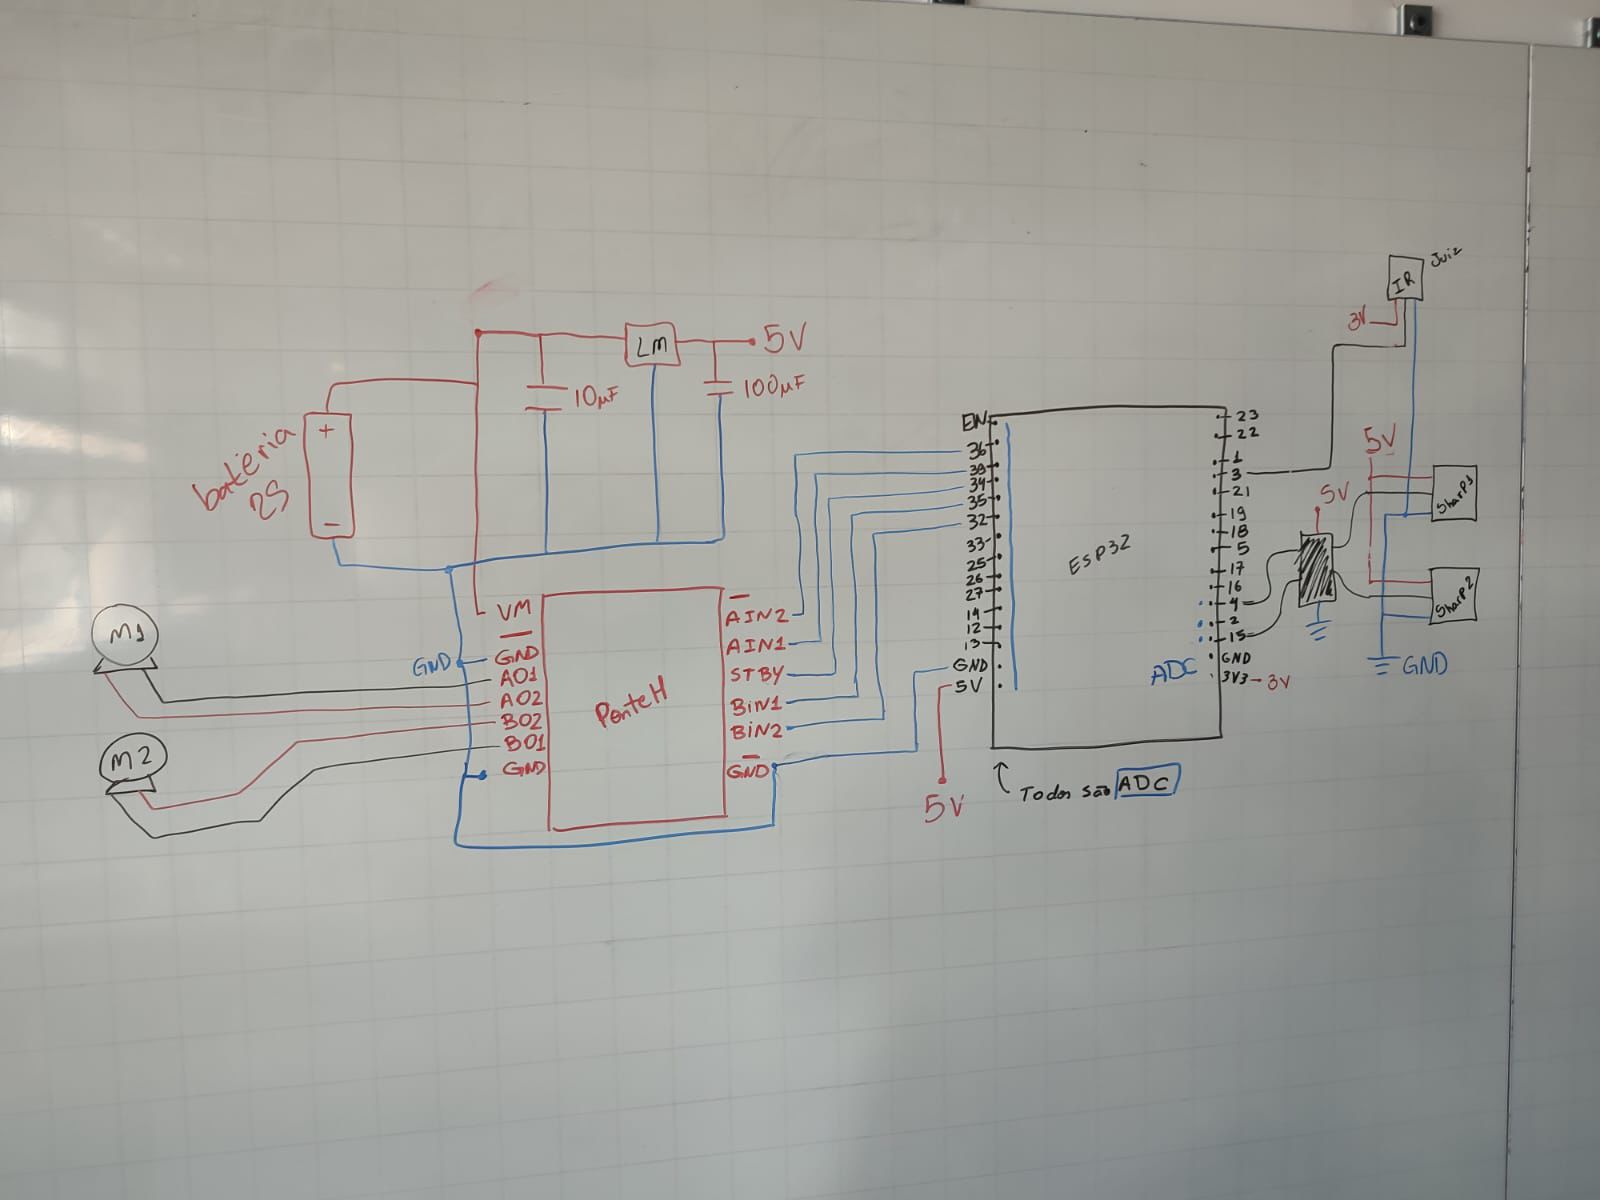 Juiz
IR
3V
LM
5V
10µF
100µF
bateria
2S
+
−
EN
36
39
34
35
32
33
25
26
27
14
12
13
GND
5V
5V
ESP32
23
22
1
3
21
19
18
5
17
16
4
2
15
GND
3V3 - 3V
ADC
5V
5V
SharP1
SharP2
GND
Todos são ADC
M1
M2
GND
VM
GND
AO1
AO2
BO2
BO1
GND
PonteH
AIN2
AIN1
STBY
BIN1
BIN2
GND